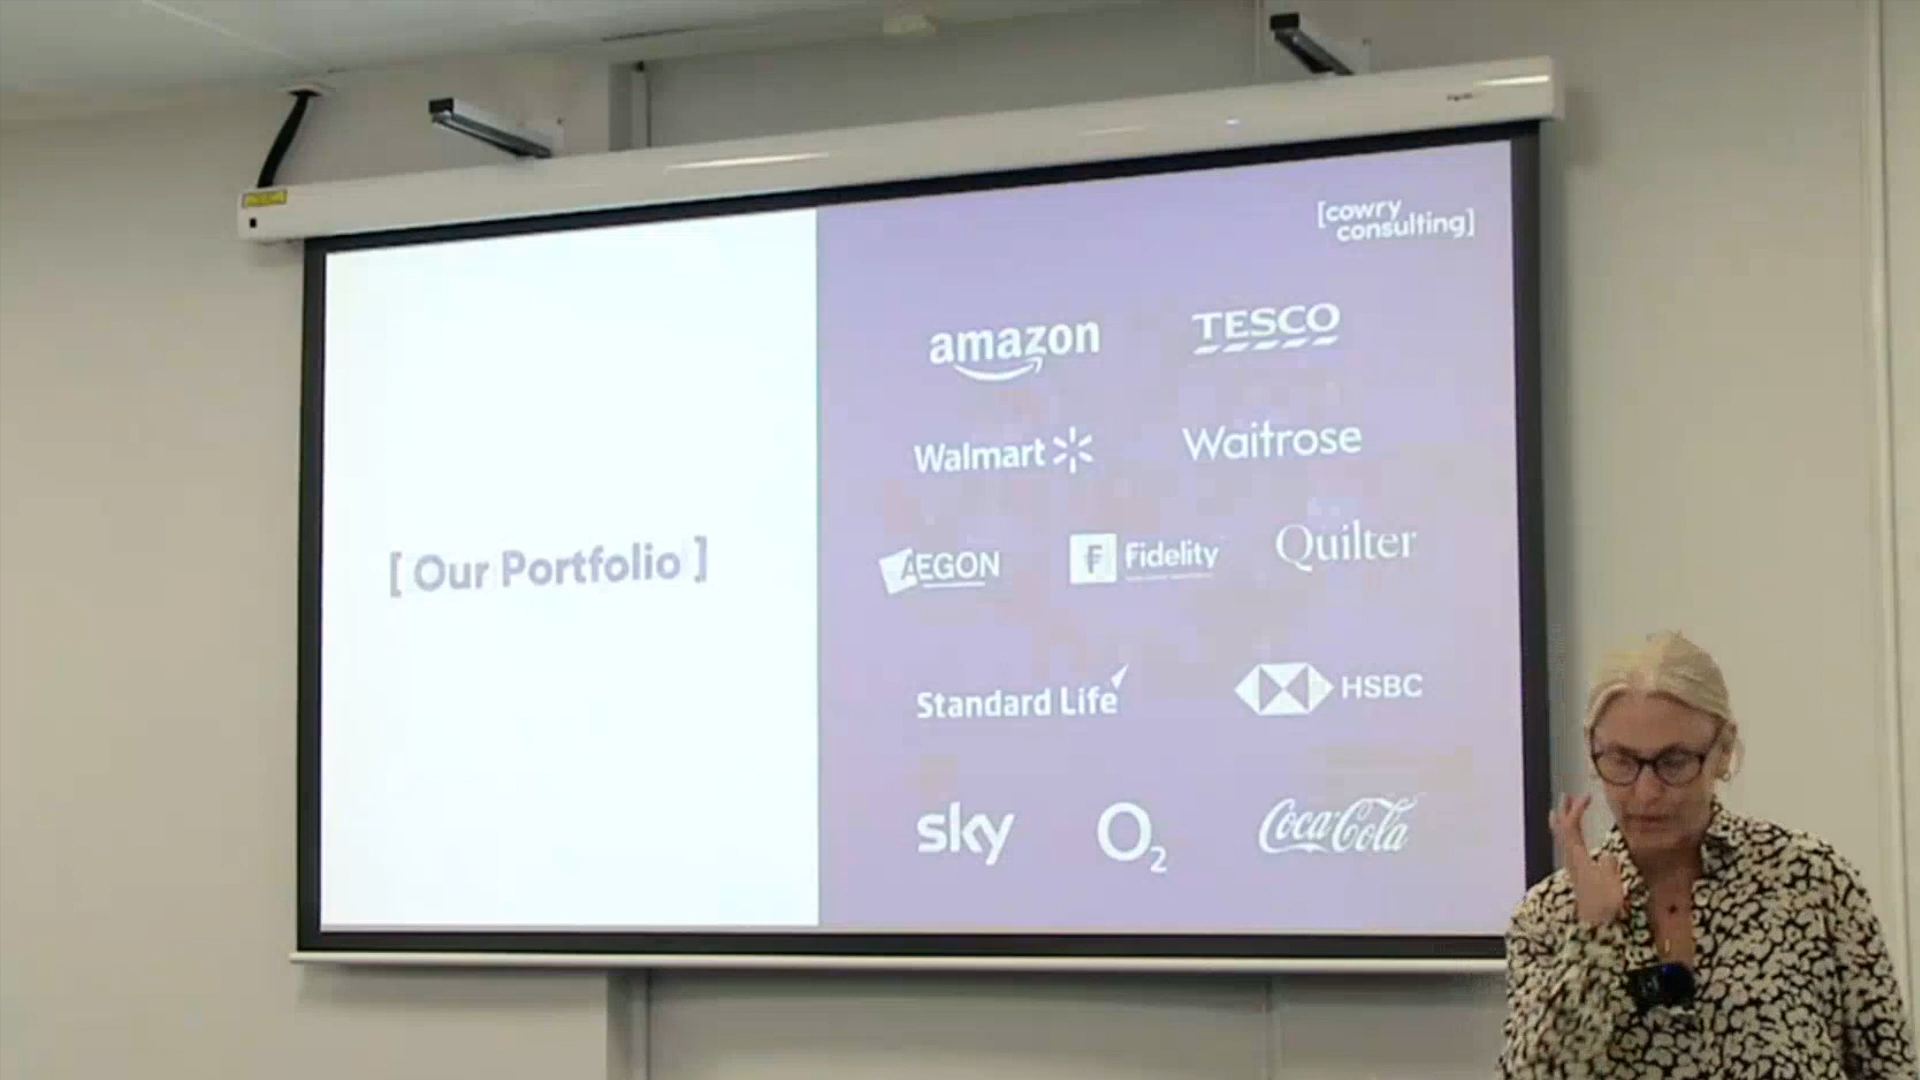 [cowry
consulting]
amazon
TESCO
Walmart
Waitrose
[ Our Portfolio ]
AEGON
F Fidelity
Quilter
Standard Life
HSBC
sky
O2
Coca-Cola